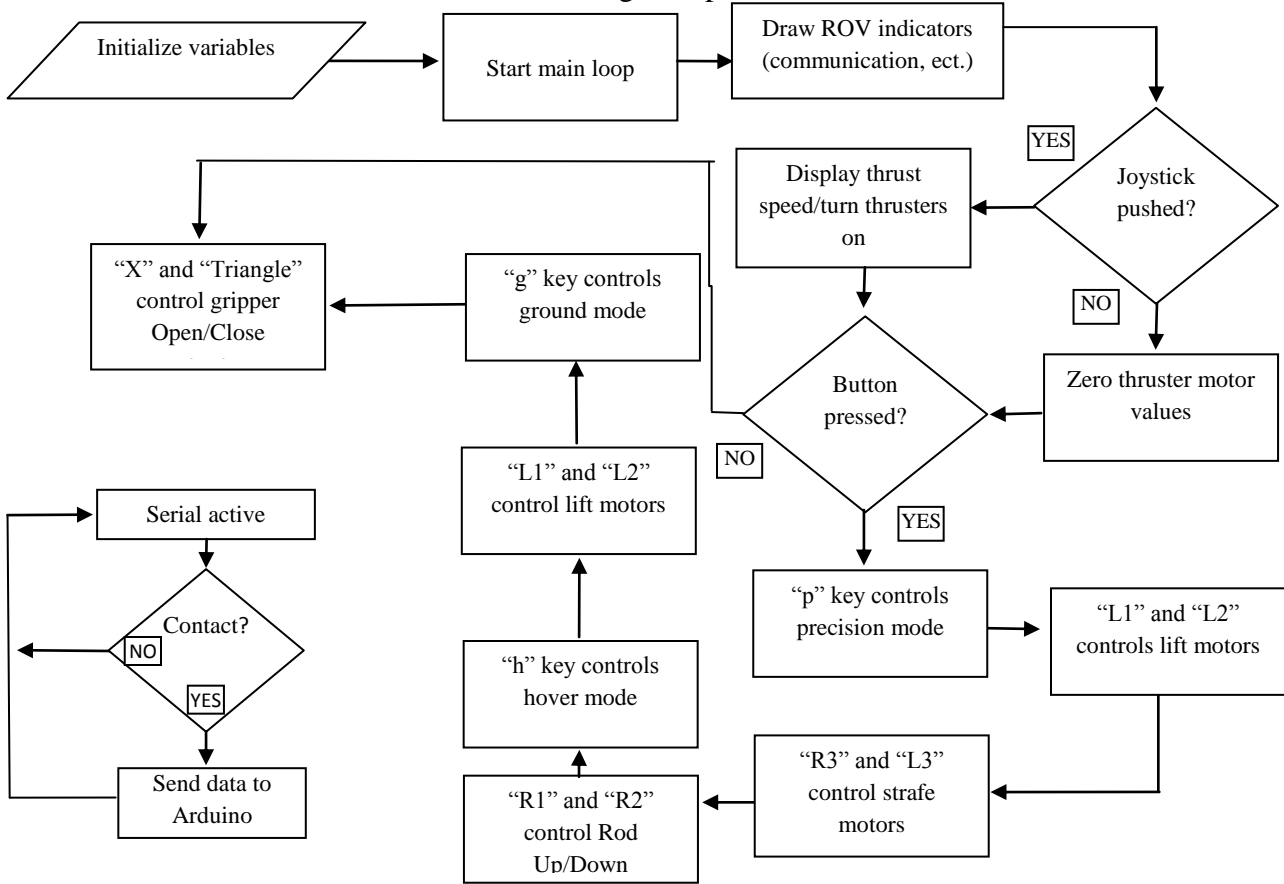 Initialize variables
Start main loop
Draw ROV indicators
(communication, ect.)
YES
Joystick
pushed?
Display thrust
speed/turn thrusters
on
NO
Zero thruster motor
values
Button
pressed?
NO
YES
“p” key controls
precision mode
“L1” and “L2”
controls lift motors
“R3” and “L3”
control strafe
motors
“R1” and “R2”
control Rod
Up/Down
“h” key controls
hover mode
“L1” and “L2”
control lift motors
“g” key controls
ground mode
“X” and “Triangle”
control gripper
Open/Close
Serial active
Contact?
NO
YES
Send data to
Arduino